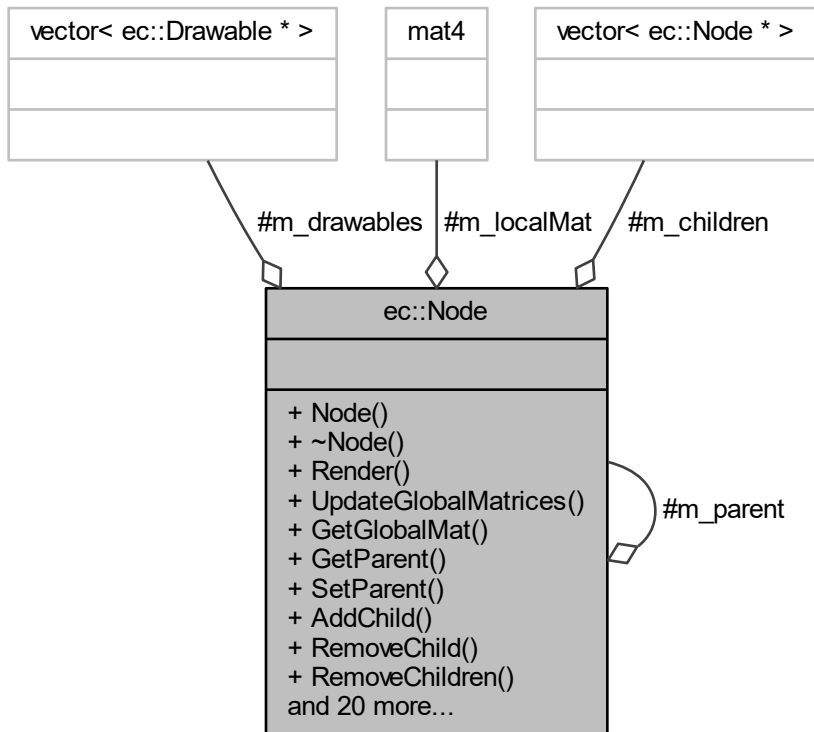 vector< ec::Drawable * >
mat4
vector< ec::Node * >
#m_drawables
#m_localMat
#m_children
ec::Node
+ Node()
+ ~Node()
+ Render()
+ UpdateGlobalMatrices()
+ GetGlobalMat()
+ GetParent()
+ SetParent()
+ AddChild()
+ RemoveChild()
+ RemoveChildren()
and 20 more...
#m_parent